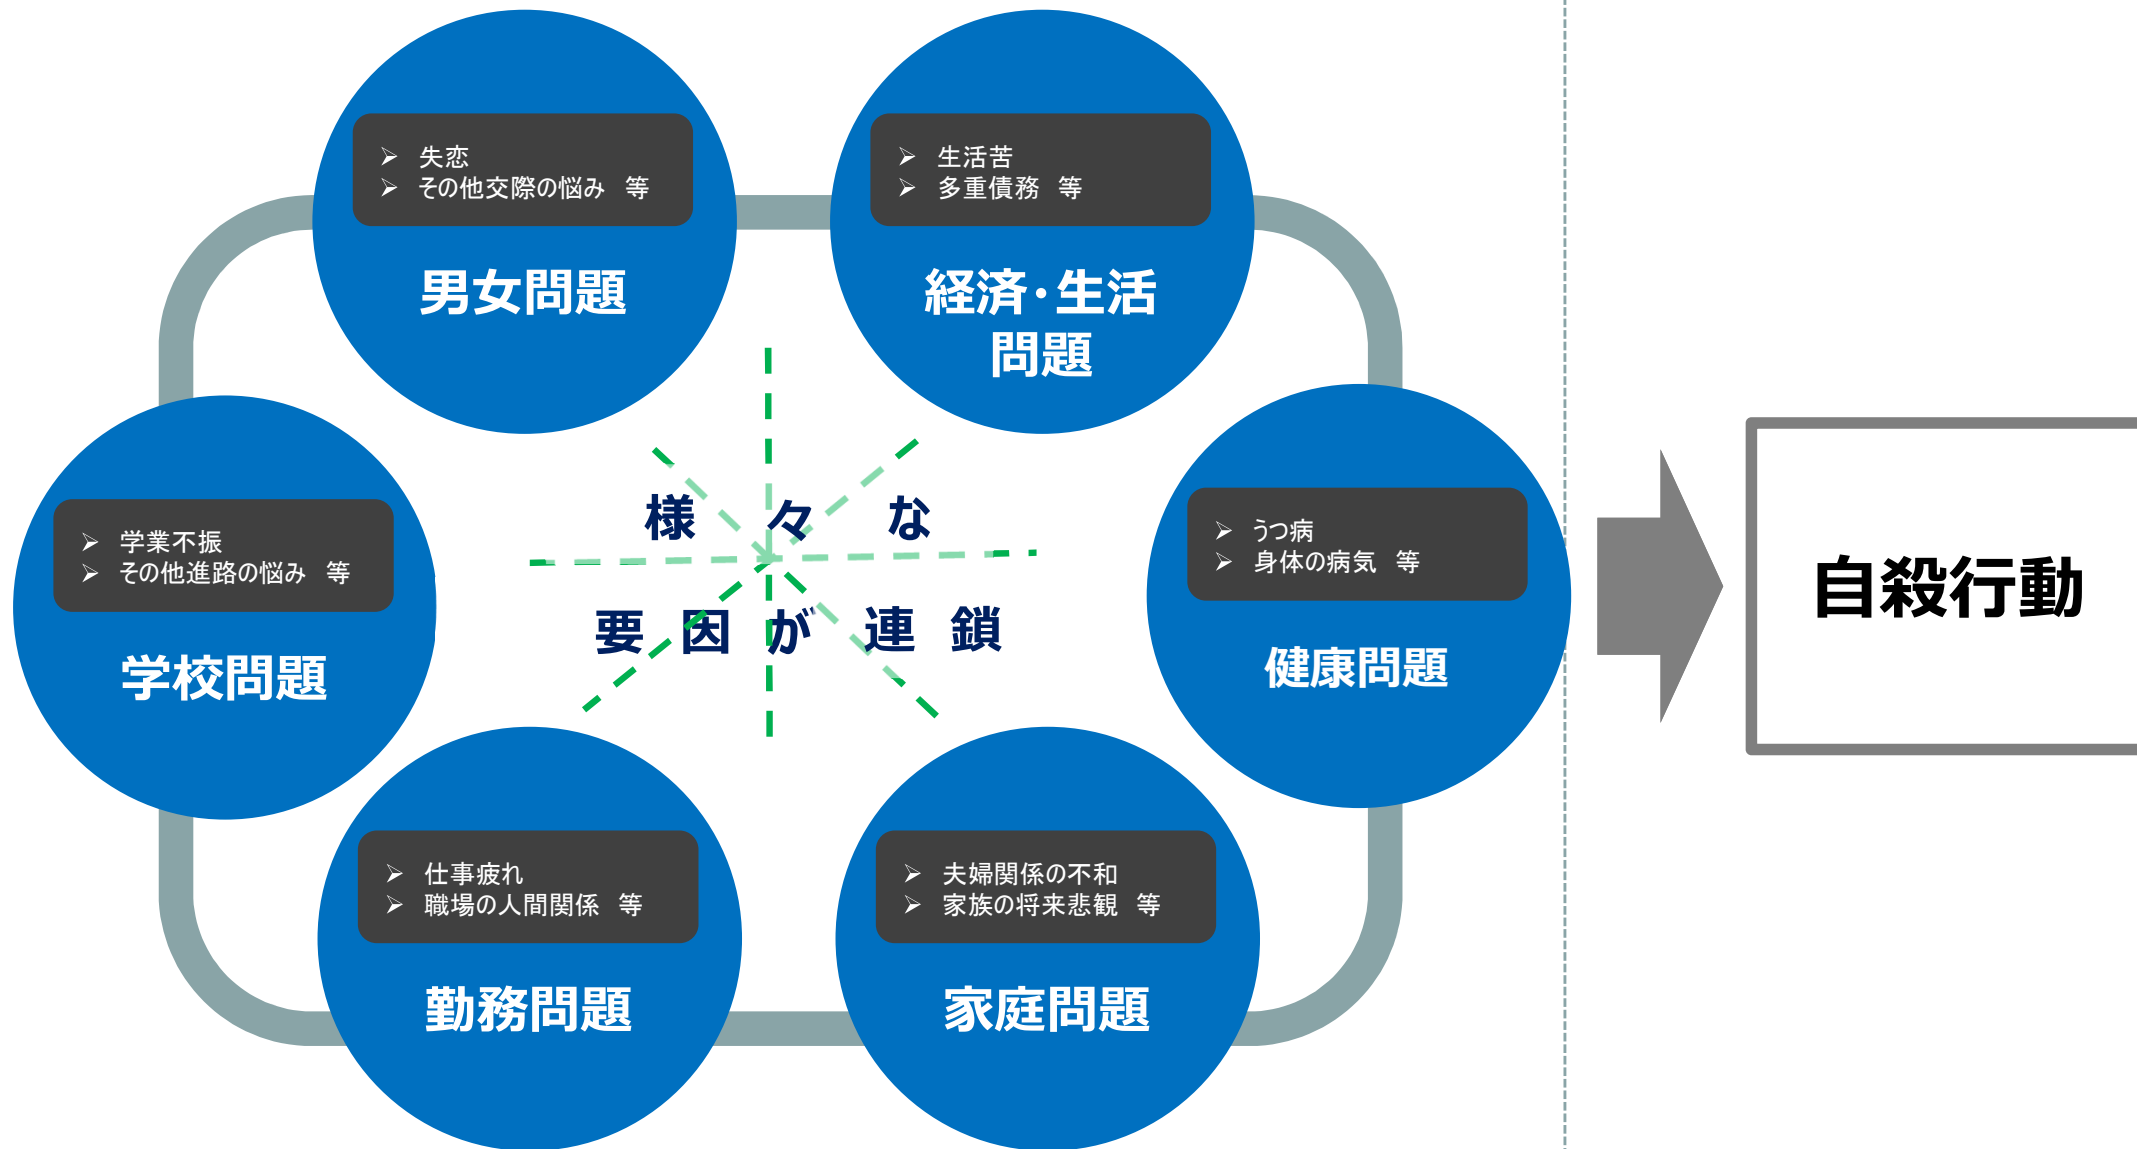 ➢ 失恋
➢ その他交際の悩み 等
男女問題
➢ 生活苦
➢ 多重債務 等
経済・生活
問題
➢ 学業不振
➢ その他進路の悩み 等
学校問題
様々な
要因が連鎖
➢ うつ病
➢ 身体の病気 等
健康問題
➢ 仕事疲れ
➢ 職場の人間関係 等
勤務問題
➢ 夫婦関係の不和
➢ 家族の将来悲観 等
家庭問題
自殺行動